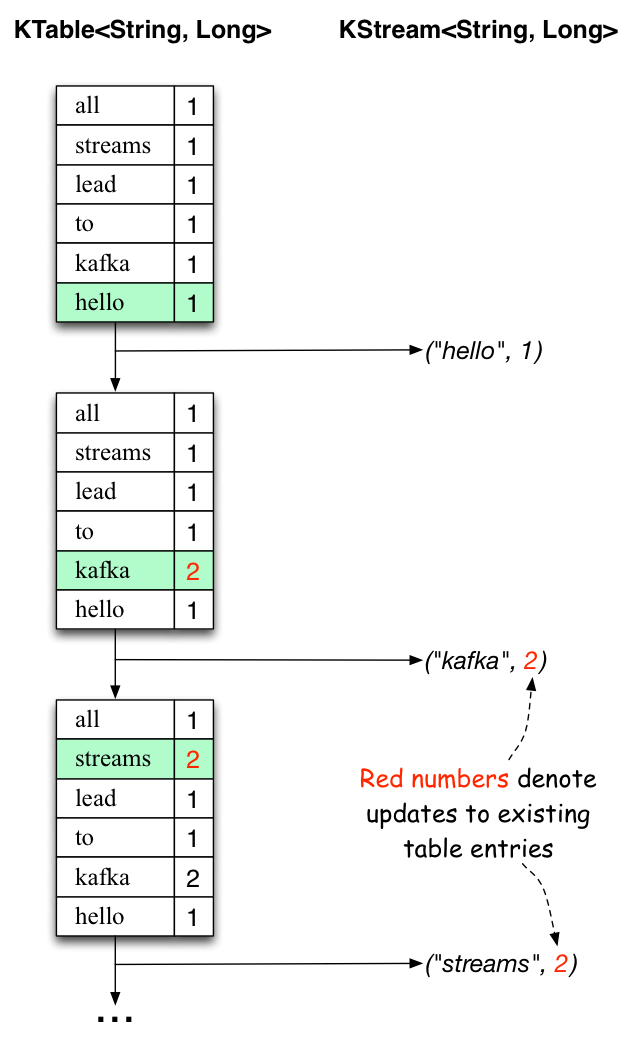 KTable<String, Long> KStream<String, Long>
all 1
streams 1
lead 1
to 1
kafka 1
hello 1
("hello", 1)
all 1
streams 1
lead 1
to 1
kafka 2
hello 1
("kafka", 2)
all 1
streams 2
lead 1
to 1
kafka 2
hello 1
Red numbers denote
updates to existing
table entries
("streams", 2)
...